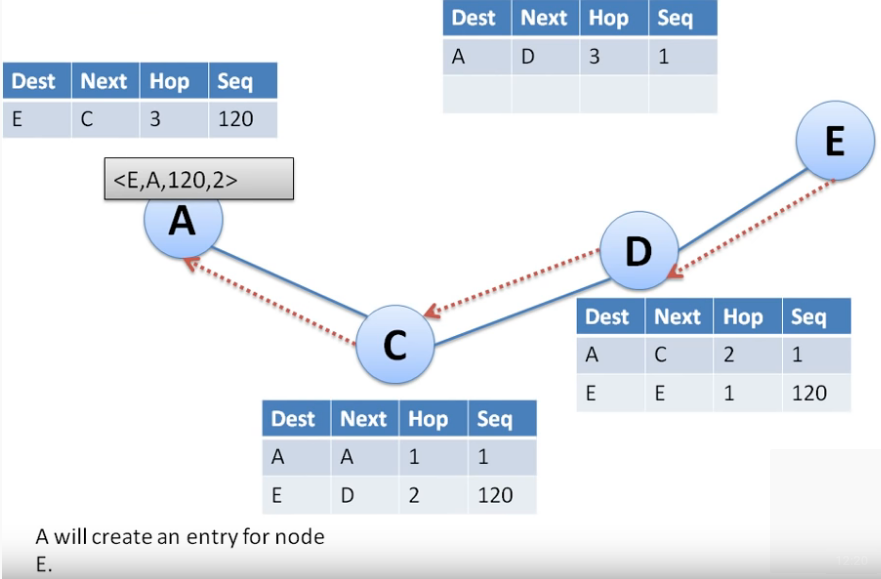 Dest Next Hop Seq
A D 3 1
Dest Next Hop Seq
E C 3 120
<E,A,120,2>
A
E
D
C
Dest Next Hop Seq
A C 2 1
E E 1 120
Dest Next Hop Seq
A A 1 1
E D 2 120
A will create an entry for node
E.